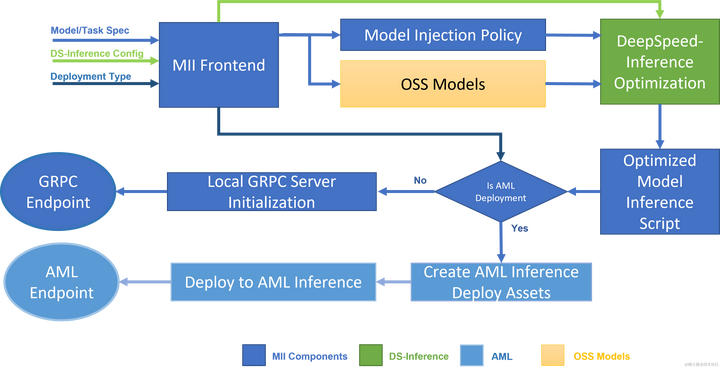 Model/Task Spec
DS-Inference Config
Deployment Type
MII Frontend
Model Injection Policy
OSS Models
DeepSpeed-
Inference
Optimization
GRPC
Endpoint
Local GRPC Server
Initialization
No
Is AML
Deployment
Yes
Optimized
Model
Inference
Script
AML
Endpoint
Deploy to AML Inference
Create AML Inference
Deploy Assets
MII Components
DS-Inference
AML
OSS Models